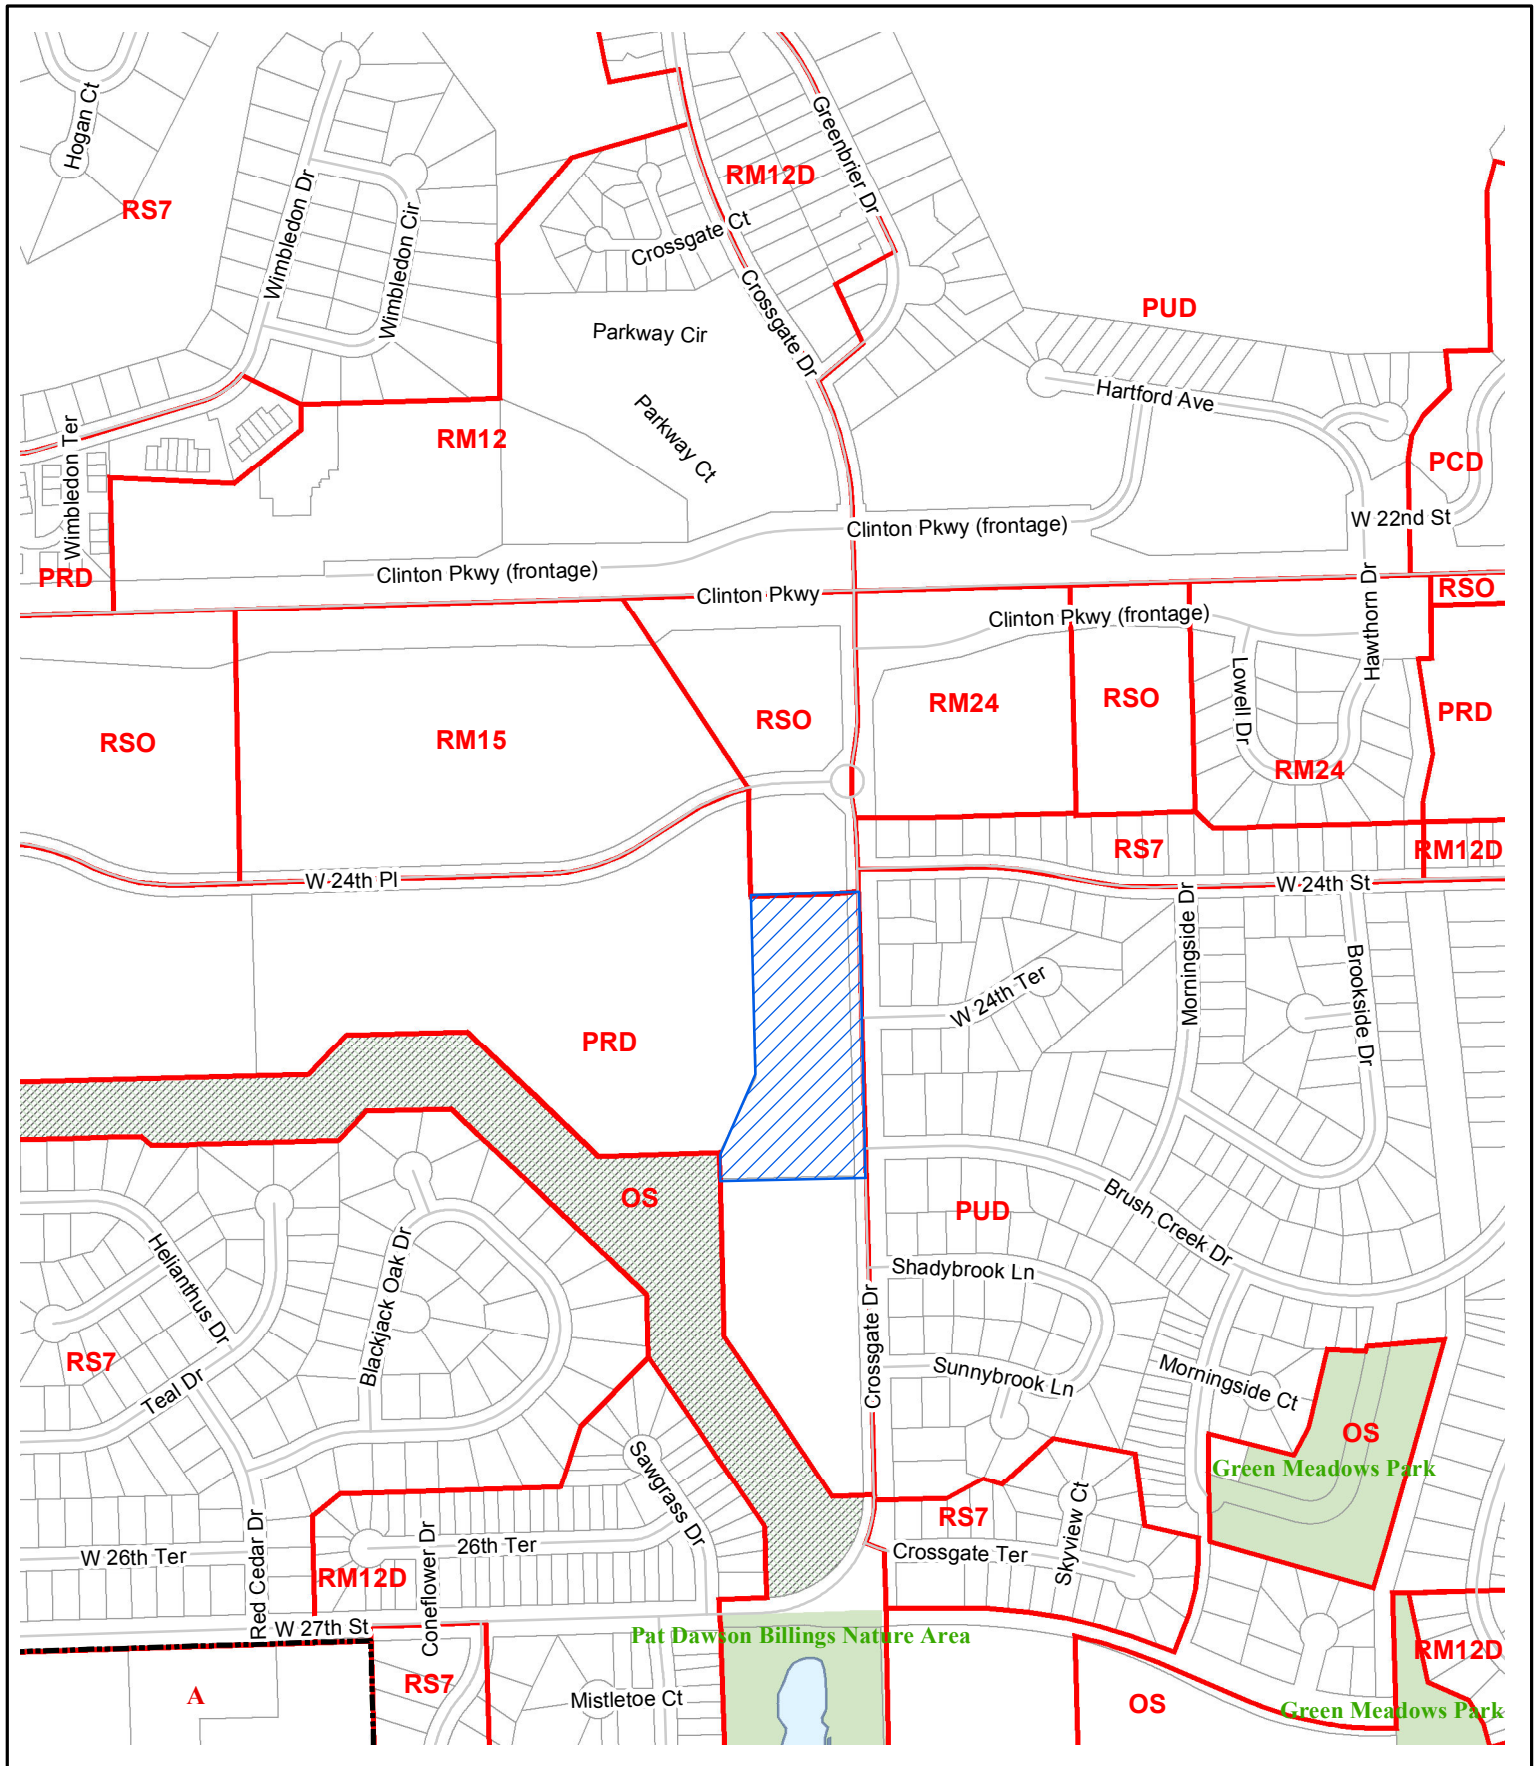 Hogan Ct
Greenbrier Dr
RM12D
RS7
Wimbledon Dr
Wimbledon Cir
Crossgate Ct
Crossgate Dr
PUD
Parkway Cir
Hartford Ave
Parkway Ct
Wimbledon Ter
RM12
PCD
W 22nd St
Clinton Pkwy (frontage)
Clinton Pkwy (frontage)
PRD
Clinton Pkwy
Hawthorn Dr
RSO
Clinton Pkwy (frontage)
Lowell Dr
RM24
RSO
PRD
RSO
RSO
RM15
RM24
RS7
RM12D
W 24th Pl
W 24th St
Morningside Dr
Brookside Dr
W 24th Ter
PRD
OS
PUD
Brush Creek Dr
Helianthus Dr
Blackjack Oak Dr
Shadybrook Ln
Crossgate Dr
RS7
Teal Dr
Sunnybrook Ln
Morningside Ct
OS
Green Meadows Park
Sawgrass Dr
RS7
Skyview Ct
Crossgate Ter
W 26th Ter
Red Cedar Dr
26th Ter
Coneflower Dr
RM12D
W 27th St
Pat Dawson Billings Nature Area
RM12D
A
RS7
Mistletoe Ct
OS
Green Meadows Park